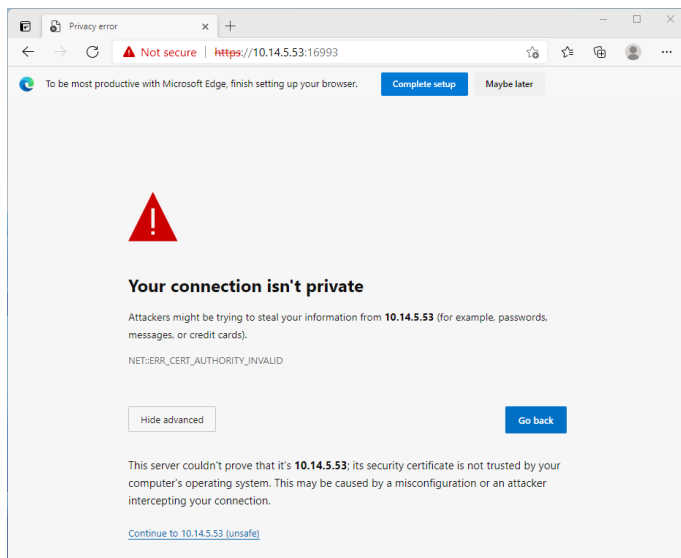 Privacy error
Not secure | https://10.14.5.53:16993
To be most productive with Microsoft Edge, finish setting up your browser. Complete setup Maybe later
Your connection isn't private
Attackers might be trying to steal your information from 10.14.5.53 (for example, passwords,
messages, or credit cards).
NET::ERR_CERT_AUTHORITY_INVALID
Hide advanced Go back
This server couldn't prove that it's 10.14.5.53; its security certificate is not trusted by your
computer's operating system. This may be caused by a misconfiguration or an attacker
intercepting your connection.
Continue to 10.14.5.53 (unsafe)